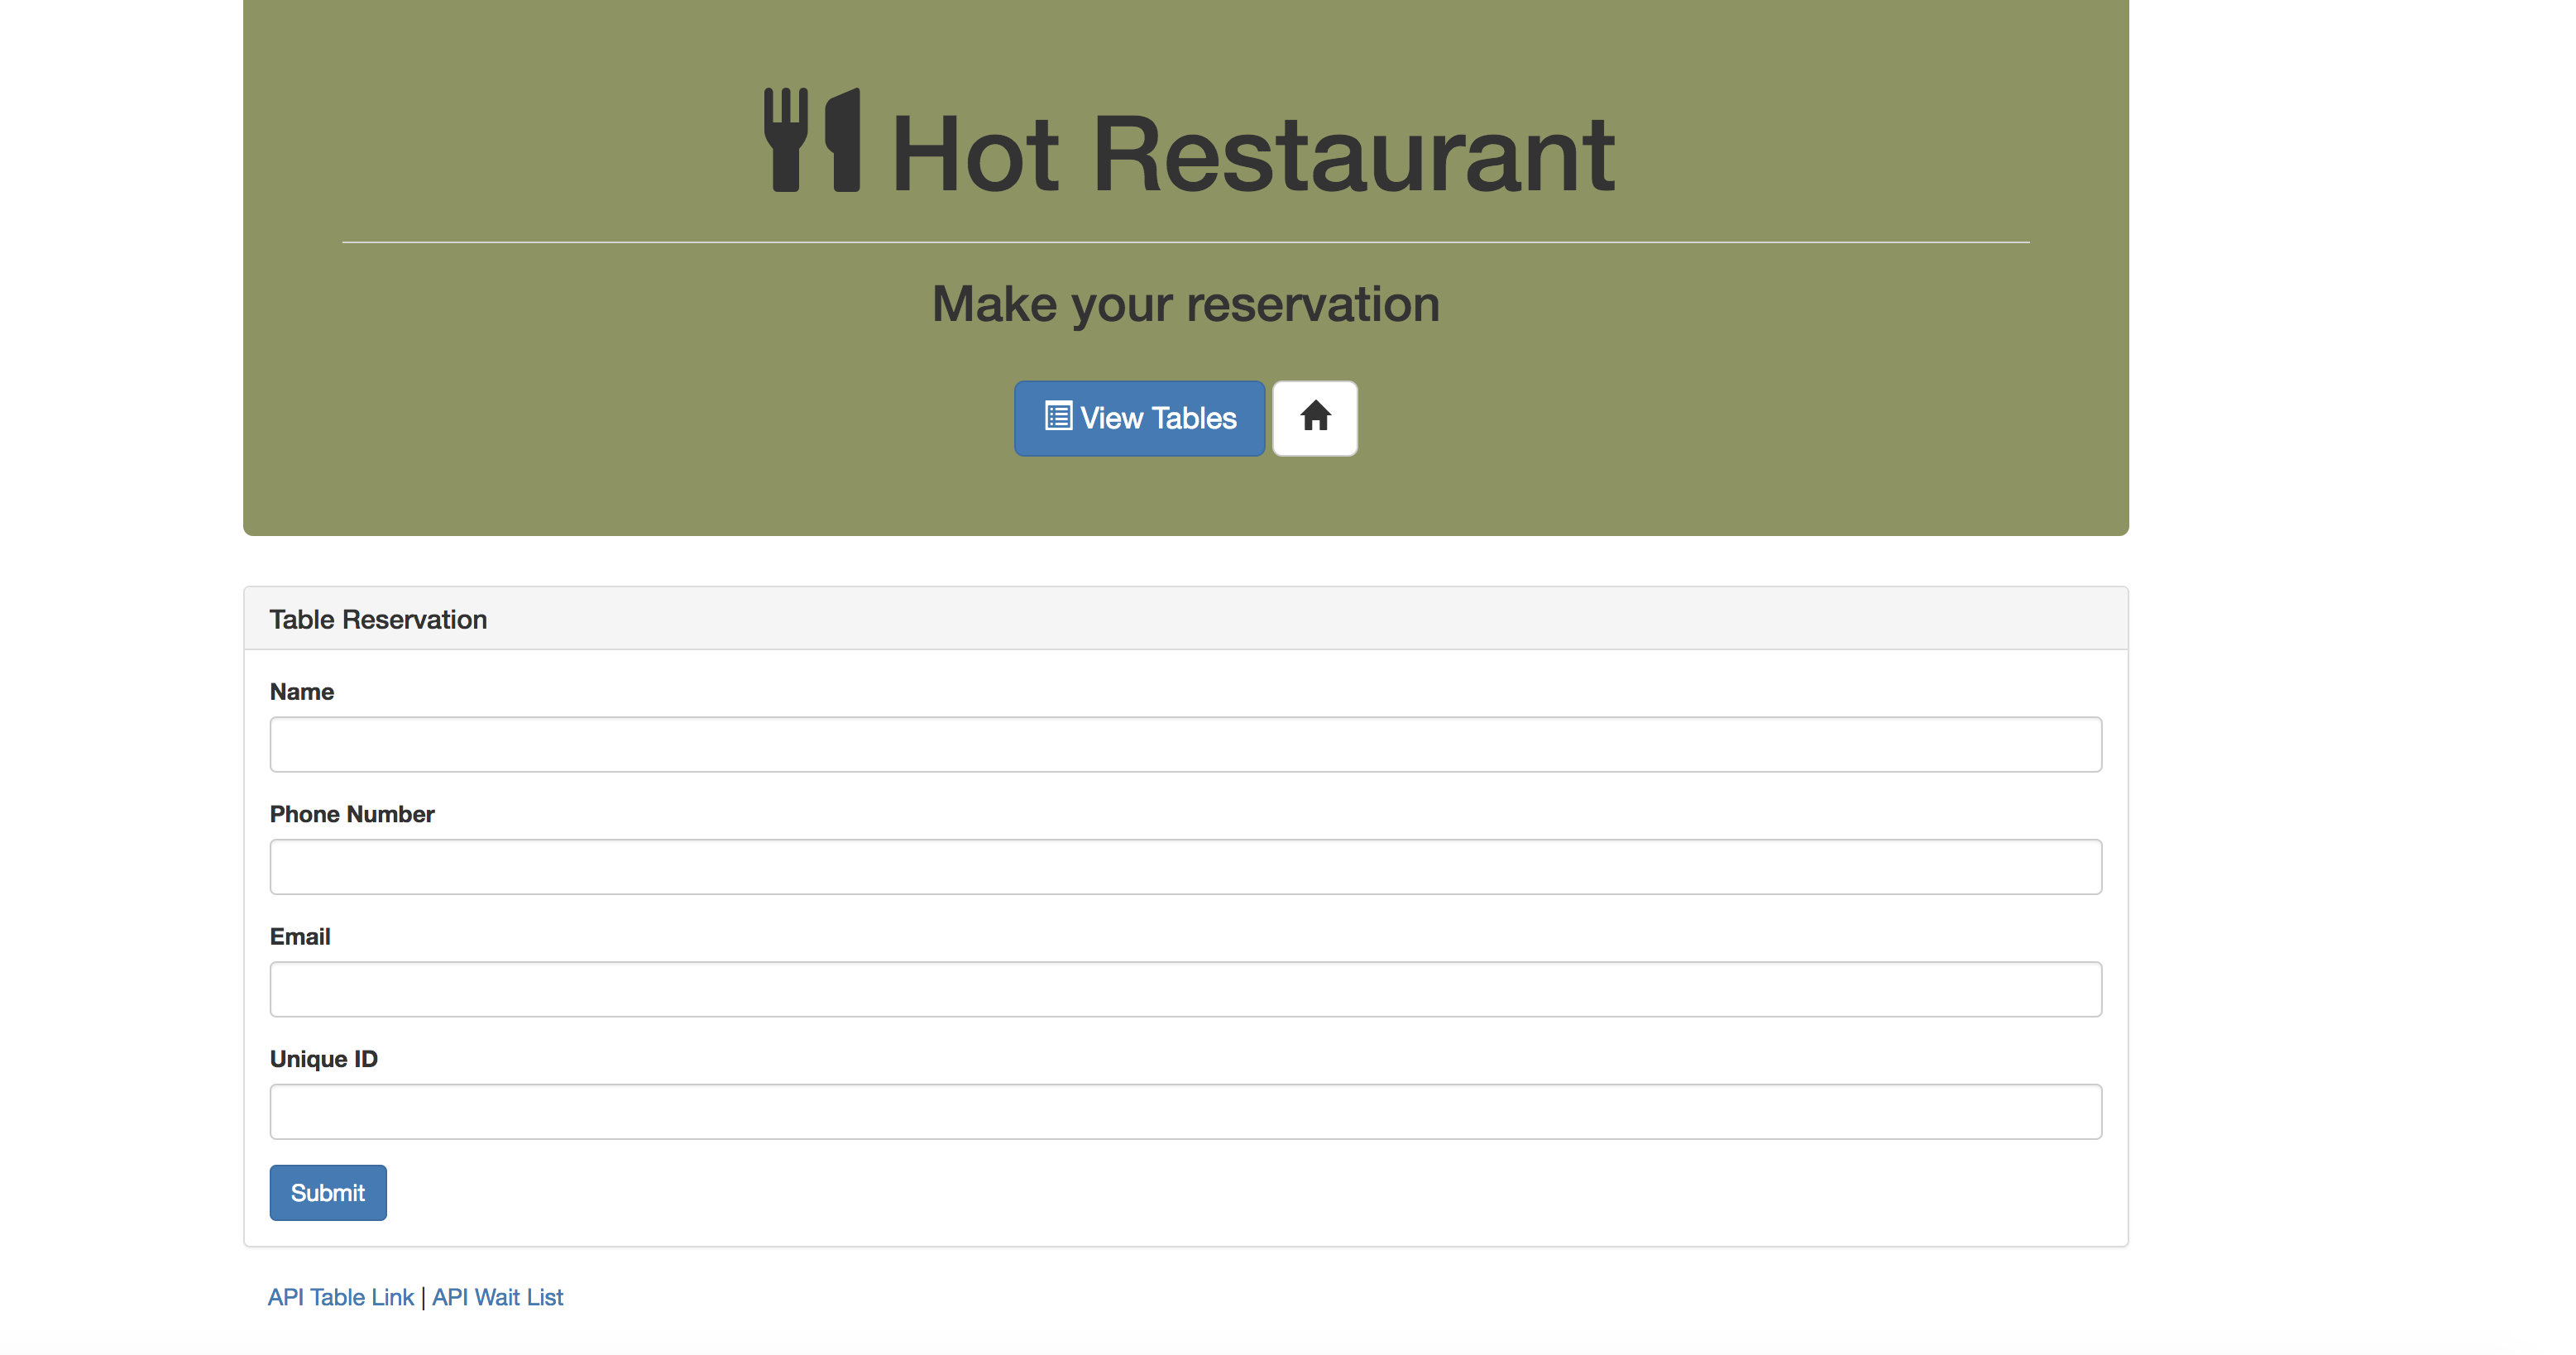 Hot Restaurant
Make your reservation
View Tables
Table Reservation
Name
Phone Number
Email
Unique ID
Submit
API Table Link | API Wait List